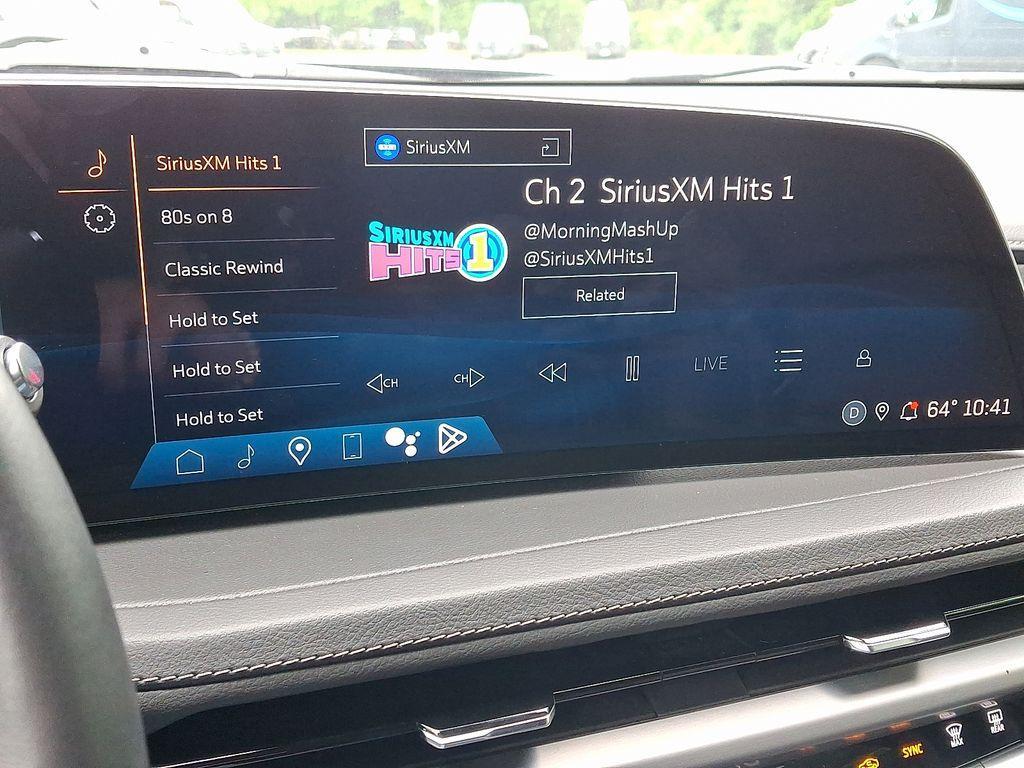 SiriusXM Hits 1
80s on 8
Classic Rewind
Hold to Set
Hold to Set
Hold to Set
SiriusXM
SIRIUSXM
HITS 1
Ch 2 SiriusXM Hits 1
@MorningMashUp
@SiriusXMHits1
Related
CH
CH
LIVE
D
64° 10:41
SYNC
MAX
REAR